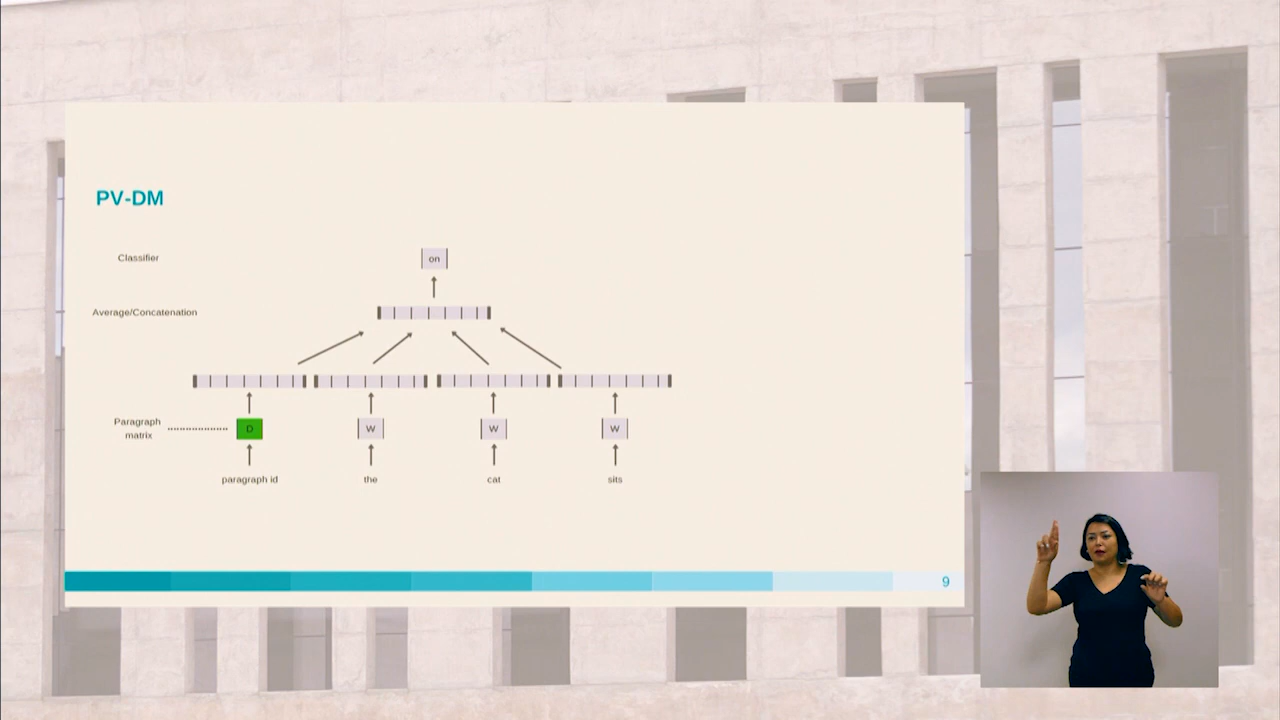 PV-DM
Classifier
on
Average/Concatenation
Paragraph
matrix
D
W
W
W
paragraph id
the
cat
sits
9